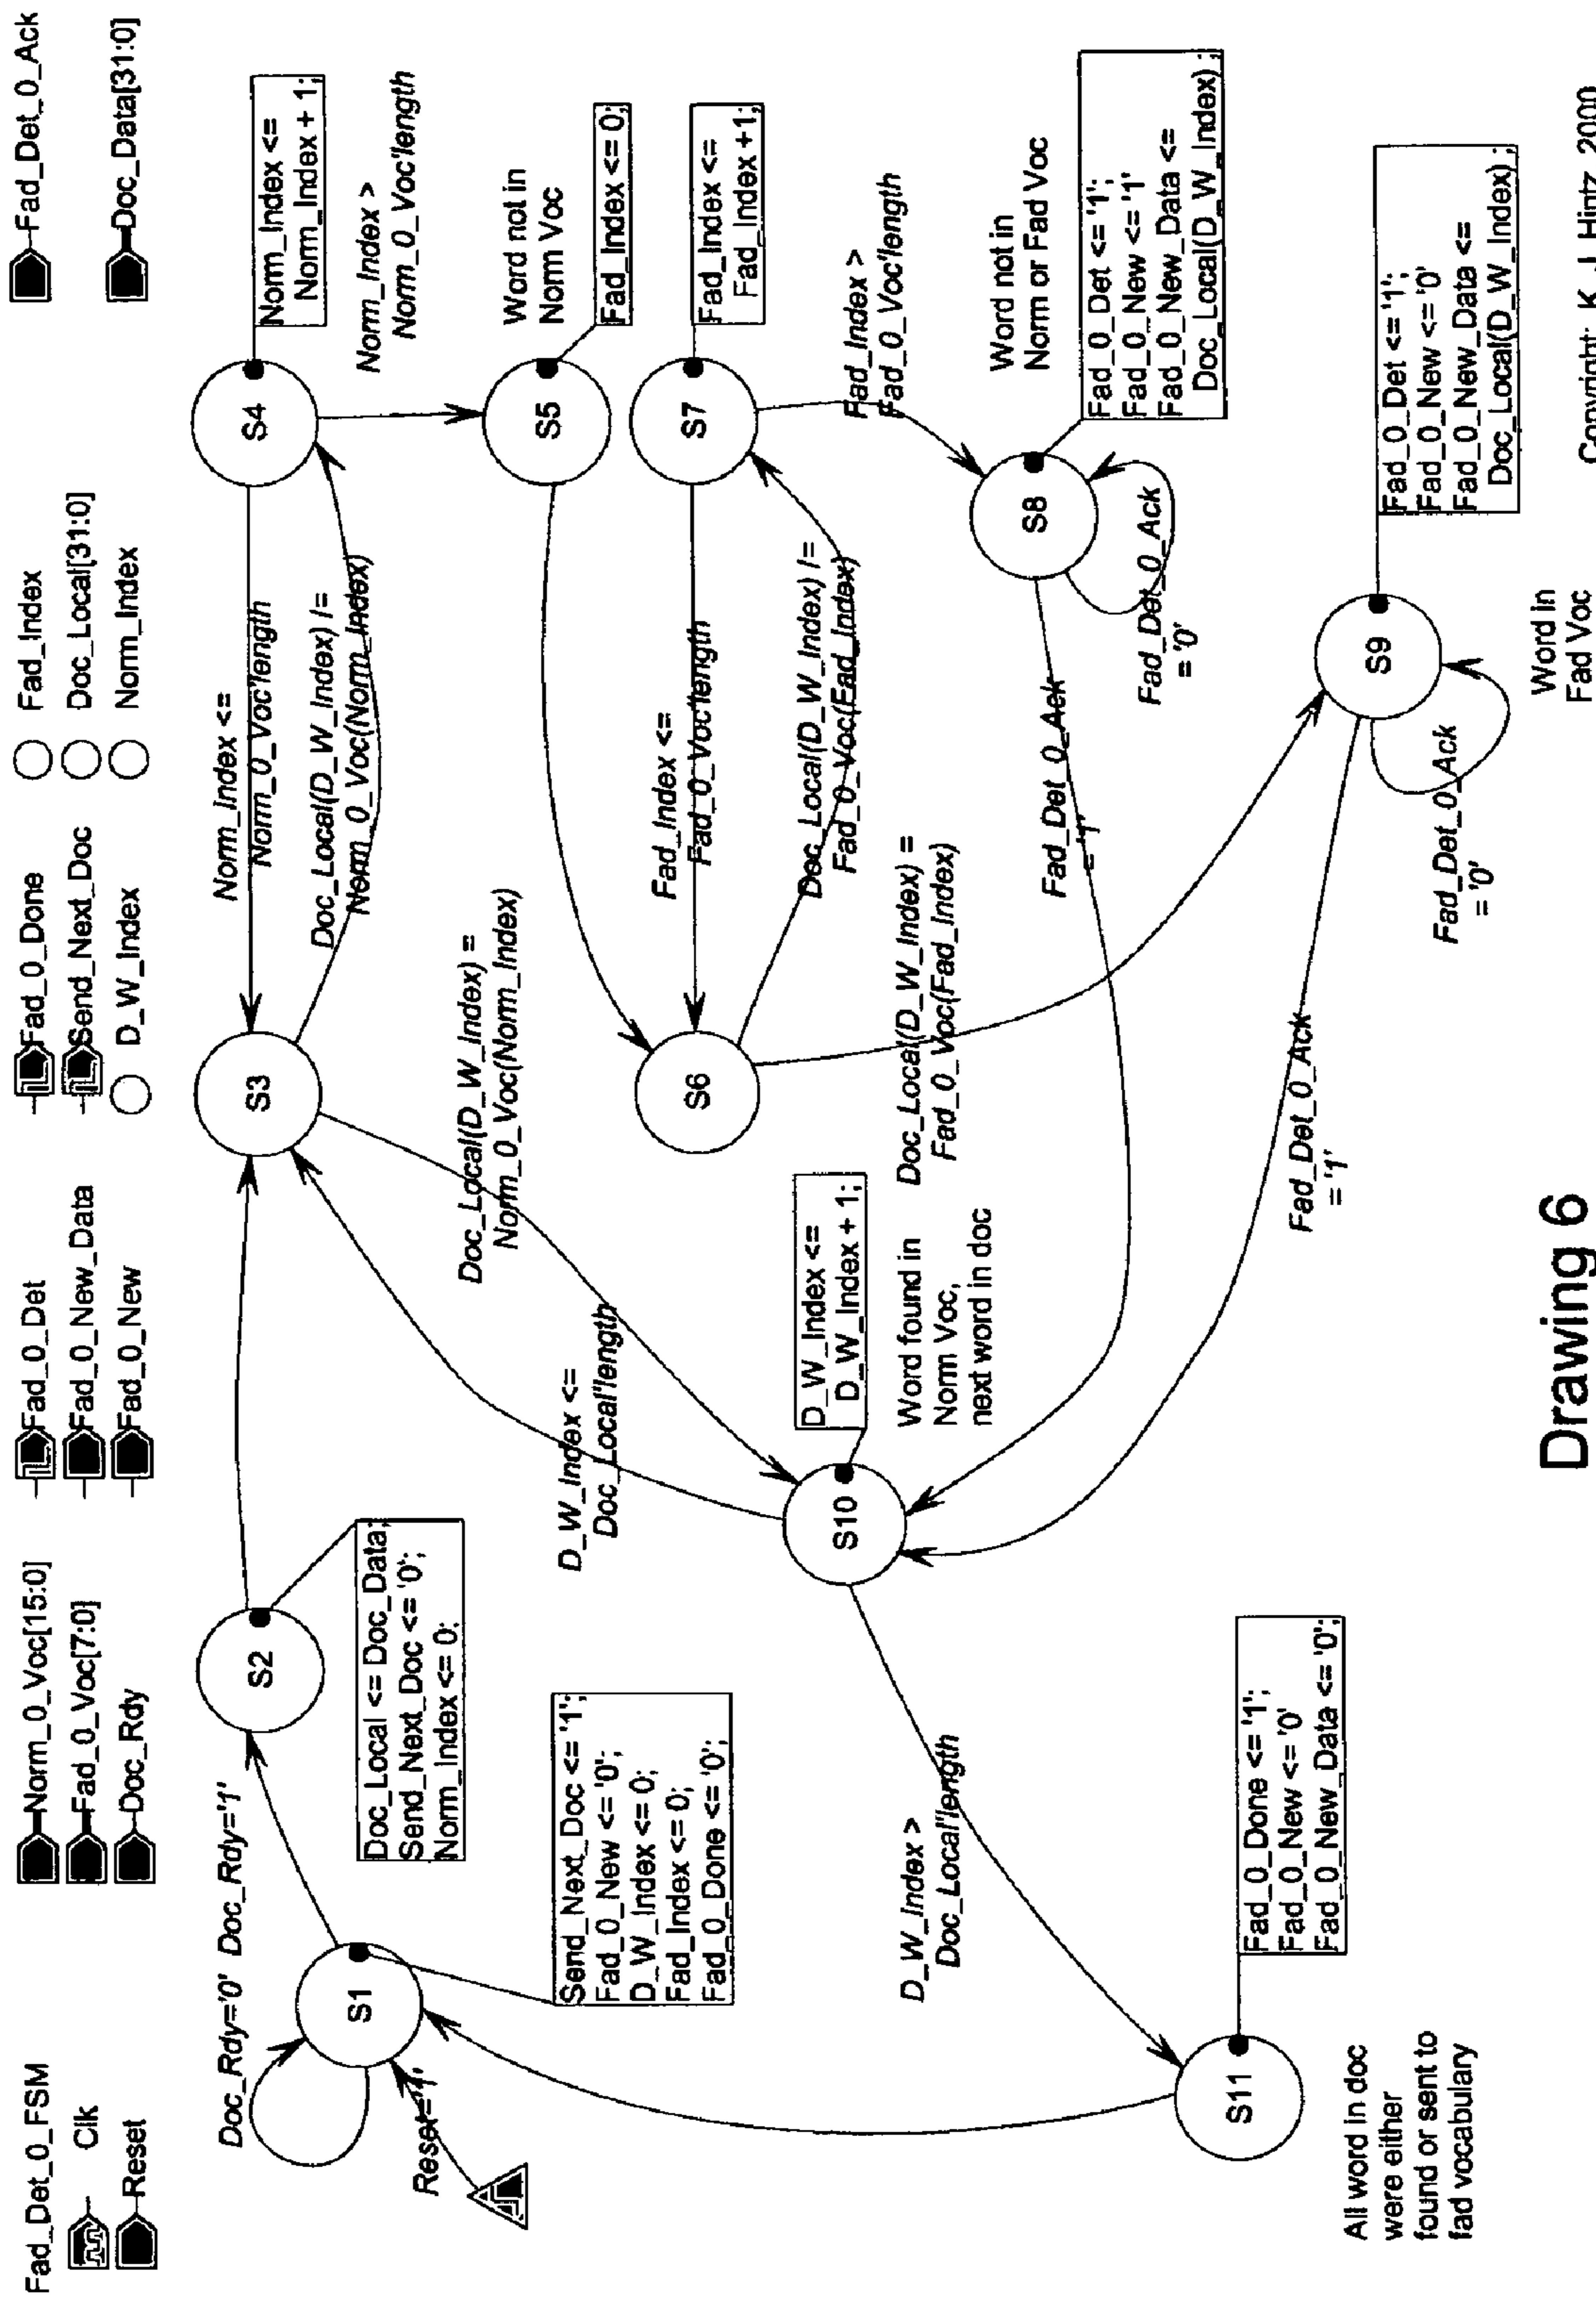 Fad_Det_0_FSM
Clk
Reset
Norm_0_Voc[15:0]
Fad_0_Voc[7:0]
Doc_Rdy
Fad_0_Det
Fad_0_New_Data
Fad_0_New
Fad_0_Done
Send_Next_Doc
D_W_Index
Fad_Index
Doc_Local[31:0]
Norm_Index
Fad_Det_0_Ack
Doc_Data[31:0]
Doc_Rdy='0'
Doc_Rdy='1'
Reset='1'
S1
Send_Next_Doc <= '1';
Fad_0_New <= '0';
D_W_Index <= 0;
Fad_Index <= 0;
Fad_0_Done <= '0';
S2
Doc_Local <= Doc_Data;
Send_Next_Doc <= '0';
Norm_Index <= 0;
S3
Norm_Index <=
Norm_0_Voc'length
Doc_Local(D_W_Index) !=
Norm_0_Voc(Norm_Index)
S4
Norm_Index <=
Norm_Index + 1;
Norm_Index >
Norm_0_Voc'length
Doc_Local(D_W_Index) =
Norm_0_Voc(Norm_Index)
D_W_Index <=
Doc_Local'length
S5
Word not in
Norm Voc
Fad_Index <= 0;
S6
Fad_Index <=
Fad_0_Voc'length
Doc_Local(D_W_Index) !=
Fad_0_Voc(Fad_Index)
S7
Fad_Index <=
Fad_Index +1;
Fad_Index >
Fad_0_Voc'length
S10
D_W_Index <=
D_W_Index + 1;
Word found in
Norm Voc,
next word in doc
Doc_Local(D_W_Index) =
Fad_0_Voc(Fad_Index)
S8
Word not in
Norm or Fad Voc
Fad_0_Det <= '1';
Fad_0_New <= '1'
Fad_0_New_Data <=
Doc_Local(D_W_Index) ;
Fad_Det_0_Ack
= '1'
Fad_Det_0_Ack
= '0'
D_W_Index >
Doc_Local'length
S11
Fad_0_Done <= '1';
Fad_0_New <= '0'
Fad_0_New_Data <= '0';
All word in doc
were either
found or sent to
fad vocabulary
Fad_Det_0_Ack
= '1'
S9
Fad_0_Det <= '1';
Fad_0_New <= '0'
Fad_0_New_Data <=
Doc_Local(D_W_Index) ;
Fad_Det_0_Ack
= '0'
Word in
Fad Voc
Drawing 6
Copyright: K. J. Hintz, 2000